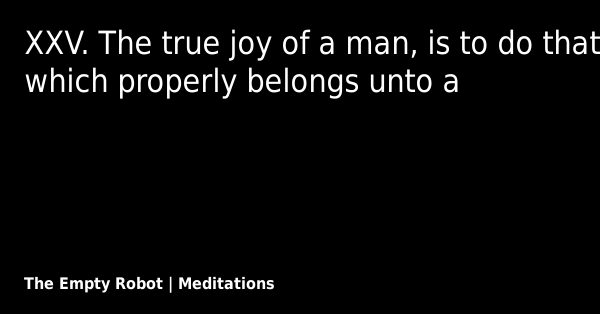 XXV. The true joy of a man, is to do that
which properly belongs unto a
The Empty Robot | Meditations